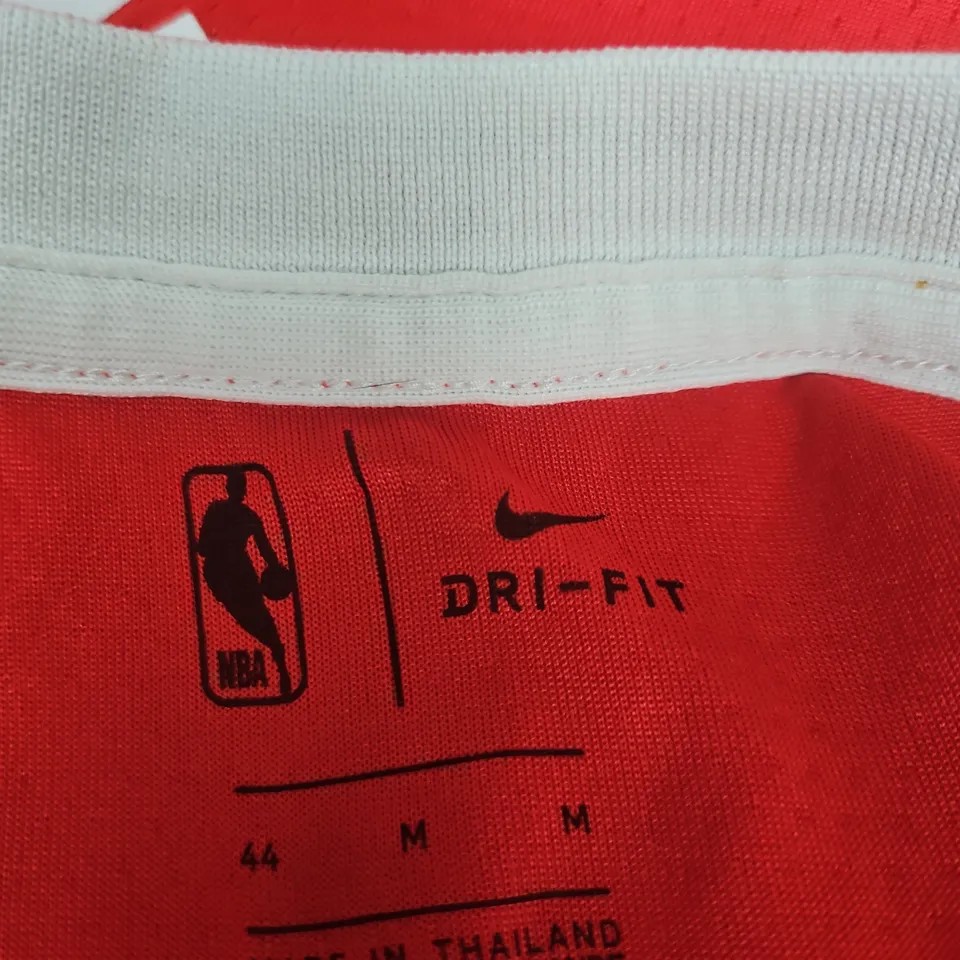 NBA
DRI-FIT
44 M M
MADE IN THAILAND